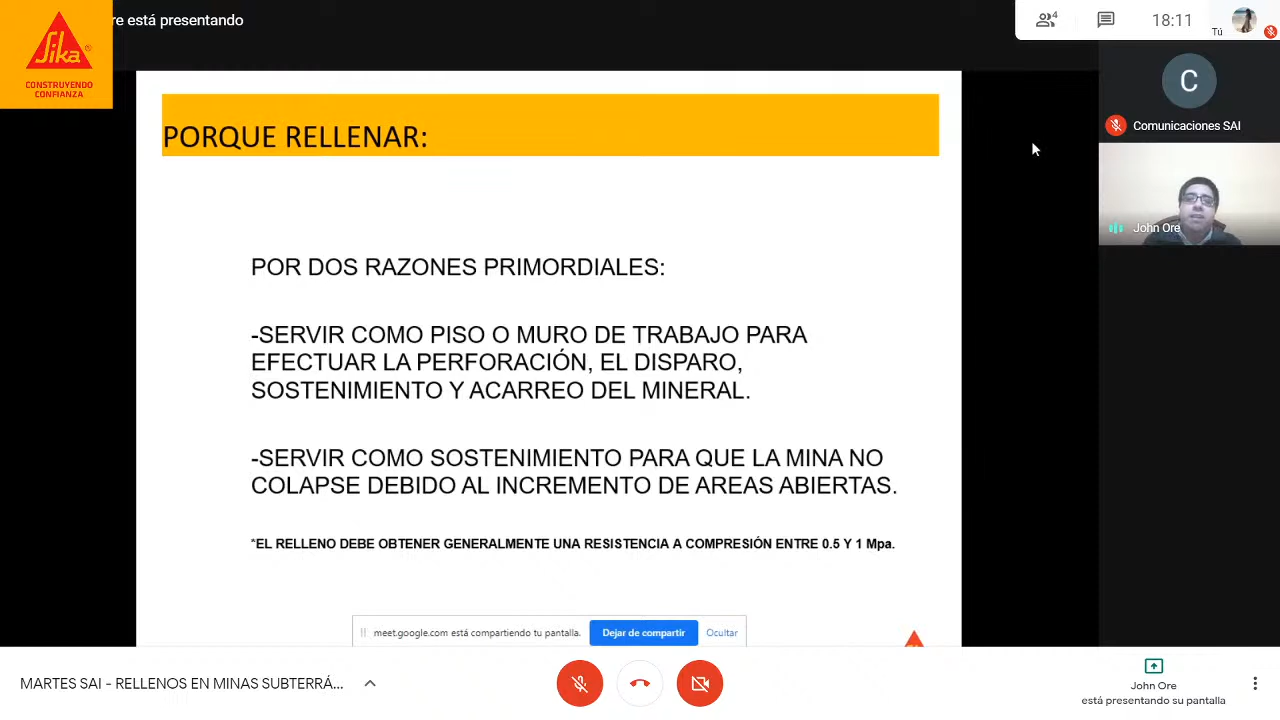 Sika®
CONSTRUYENDO
CONFIANZA
re está presentando
4
18:11
Tú
C
Comunicaciones SAI
John Ore
PORQUE RELLENAR:
POR DOS RAZONES PRIMORDIALES:
-SERVIR COMO PISO O MURO DE TRABAJO PARA
EFECTUAR LA PERFORACIÓN, EL DISPARO,
SOSTENIMIENTO Y ACARREO DEL MINERAL.
-SERVIR COMO SOSTENIMIENTO PARA QUE LA MINA NO
COLAPSE DEBIDO AL INCREMENTO DE AREAS ABIERTAS.
*EL RELLENO DEBE OBTENER GENERALMENTE UNA RESISTENCIA A COMPRESIÓN ENTRE 0.5 Y 1 Mpa.
meet.google.com está compartiendo tu pantalla. Dejar de compartir Ocultar
MARTES SAI - RELLENOS EN MINAS SUBTERRÁ...
John Ore
está presentando su pantalla